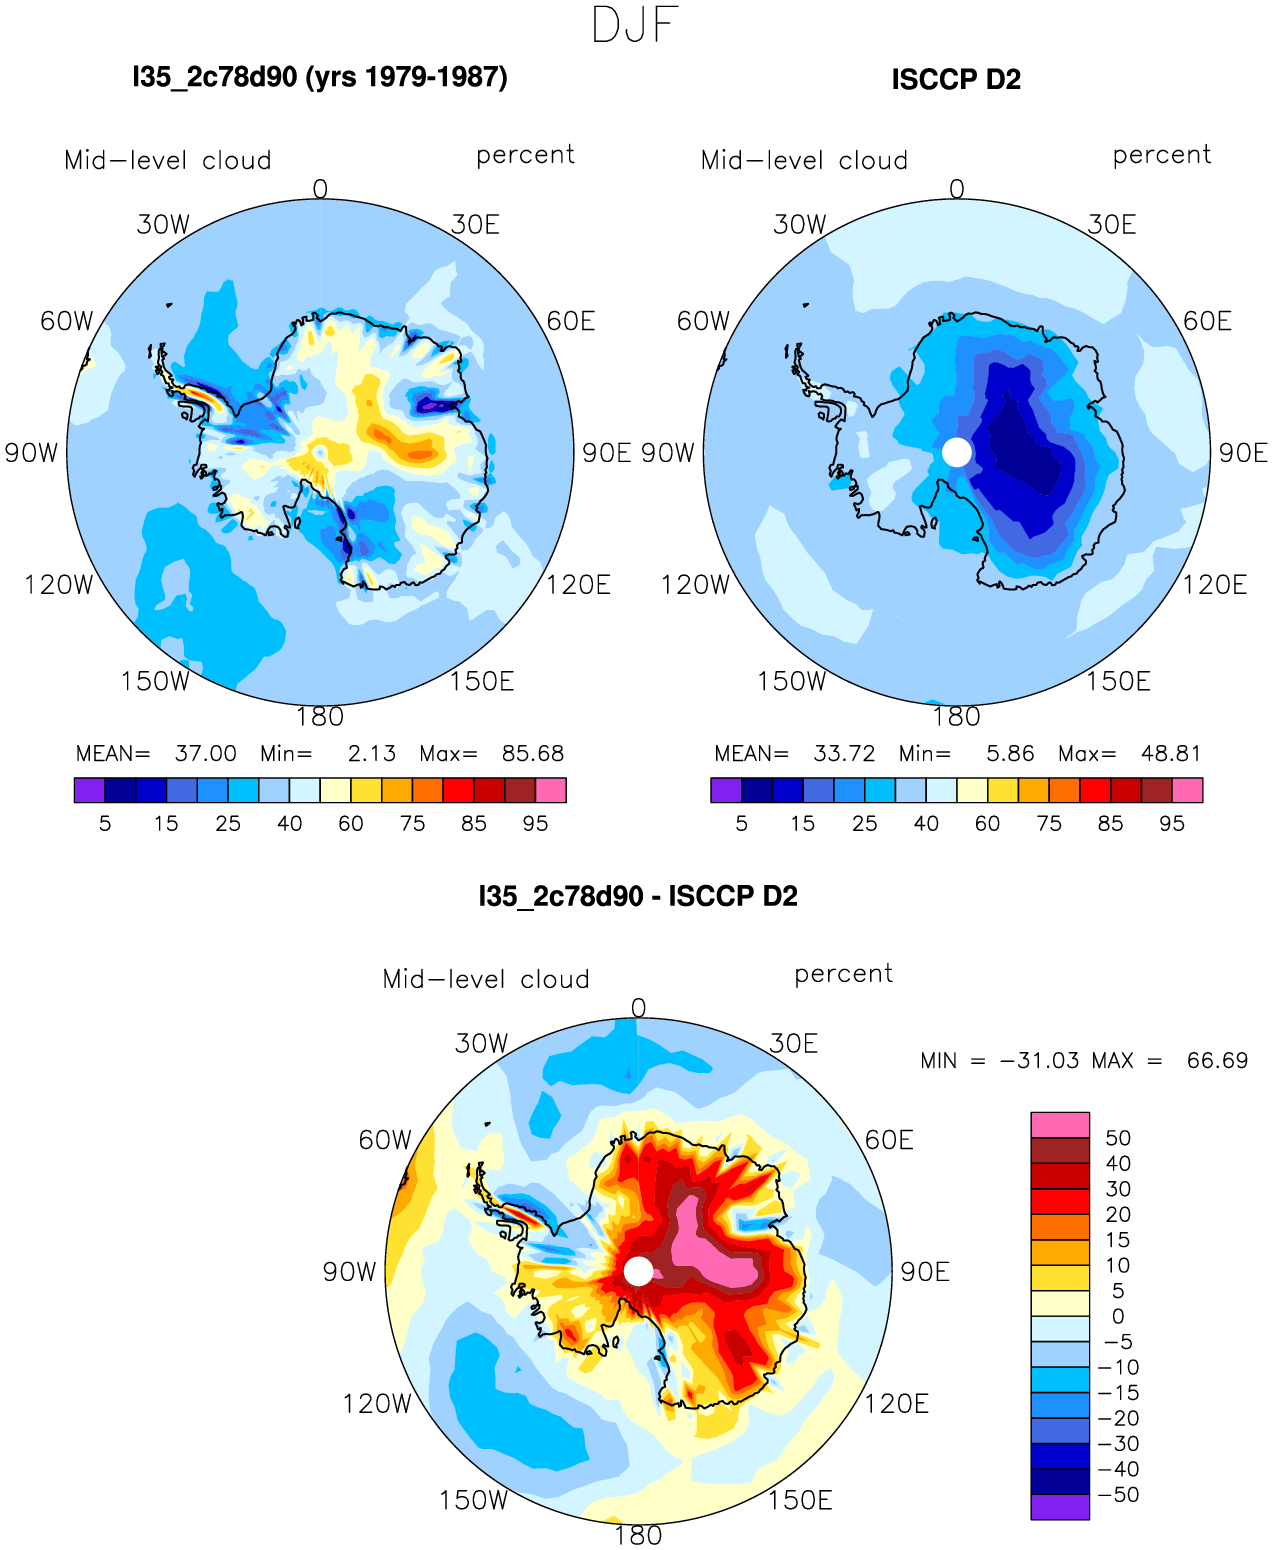 DJF
I35_2c78d90 (yrs 1979-1987)
Mid-level cloud percent
0
30W 30E
60W 60E
90W 90E
120W 120E
150W 150E
180
MEAN= 37.00 Min= 2.13 Max= 85.68
5 15 25 40 60 75 85 95
ISCCP D2
Mid-level cloud percent
0
30W 30E
60W 60E
90W 90E
120W 120E
150W 150E
180
MEAN= 33.72 Min= 5.86 Max= 48.81
5 15 25 40 60 75 85 95
I35_2c78d90 - ISCCP D2
Mid-level cloud percent
0
30W 30E
60W 60E
90W 90E
120W 120E
150W 150E
180
MIN = -31.03 MAX = 66.69
50
40
30
20
15
10
5
0
-5
-10
-15
-20
-30
-40
-50